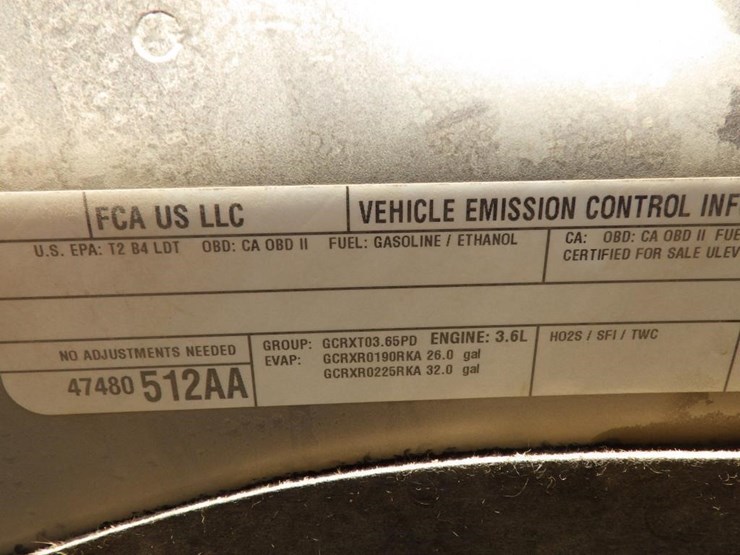 FCA US LLC
VEHICLE EMISSION CONTROL INF
U.S. EPA: T2 B4 LDT OBD: CA OBD II FUEL: GASOLINE / ETHANOL
CA: OBD: CA OBD II FUE
CERTIFIED FOR SALE ULEV
NO ADJUSTMENTS NEEDED
47480 512AA
GROUP: GCRXT03.65PD ENGINE: 3.6L
EVAP: GCRXR0190RKA 26.0 gal
GCRXR0225RKA 32.0 gal
HO2S / SFI / TWC